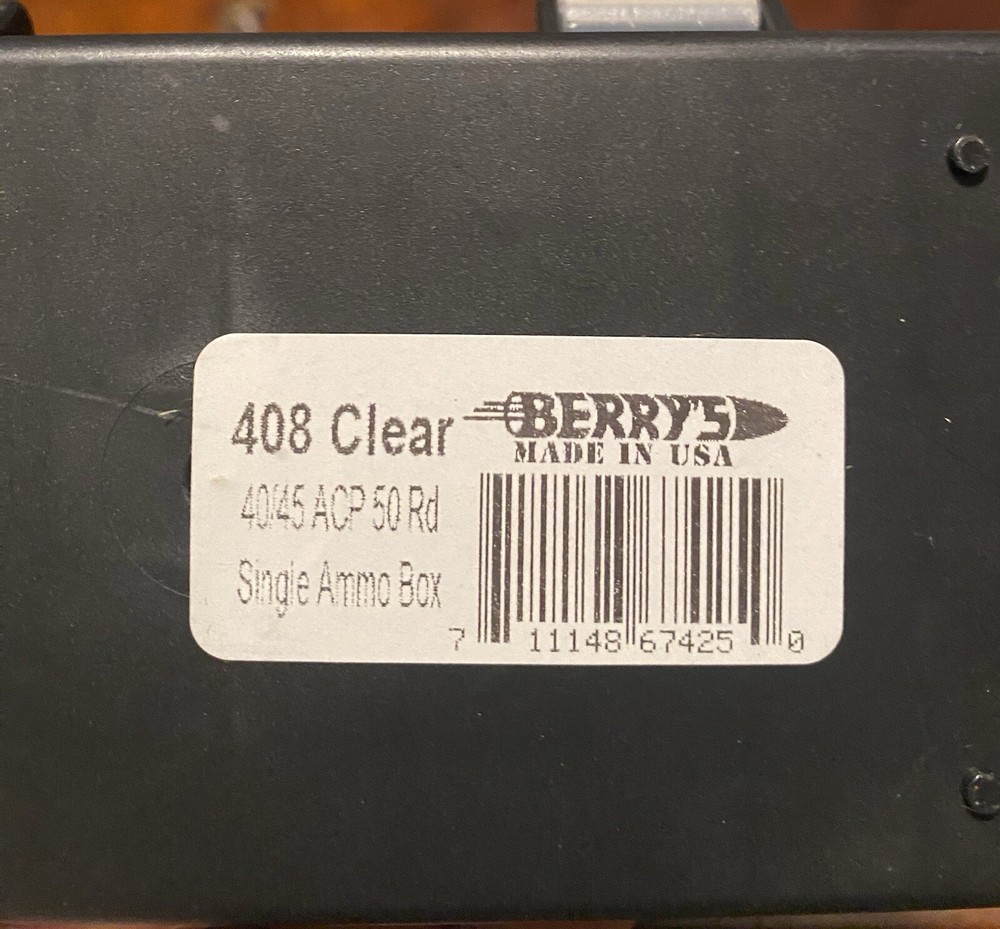 408 Clear
BERRY'S
MADE IN USA
40/45 ACP 50 Rd
Single Ammo Box
7 11148 67425 0